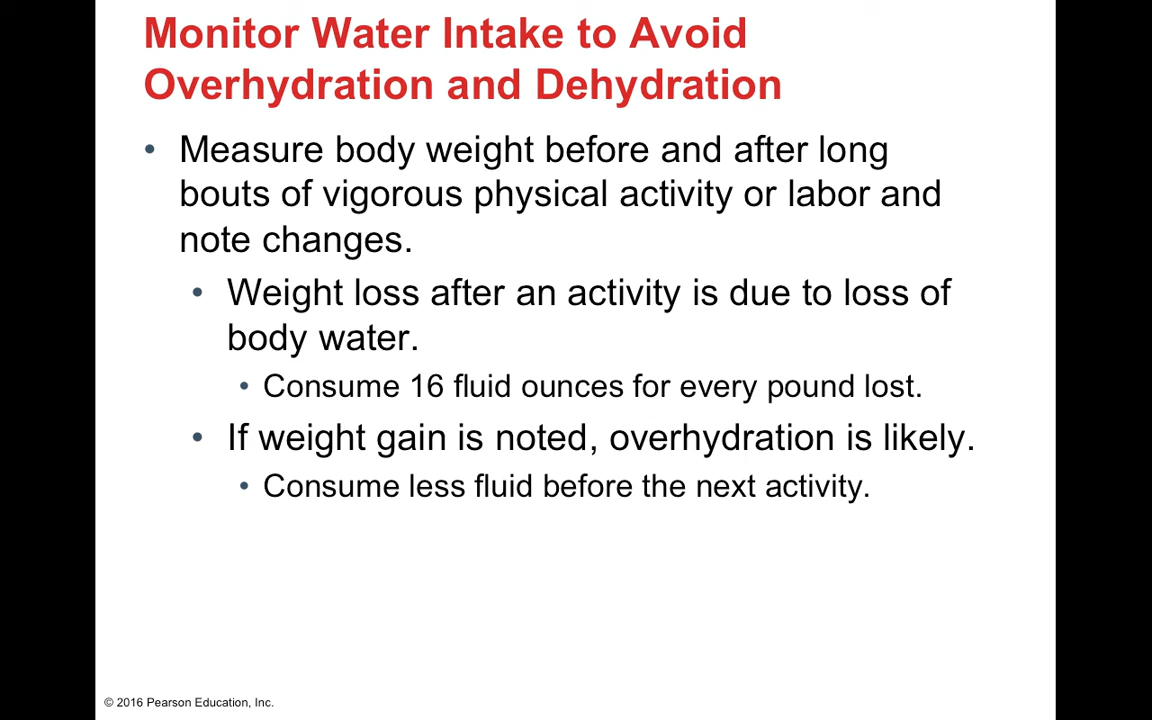 Monitor Water Intake to Avoid
Overhydration and Dehydration
• Measure body weight before and after long
bouts of vigorous physical activity or labor and
note changes.
• Weight loss after an activity is due to loss of
body water.
• Consume 16 fluid ounces for every pound lost.
• If weight gain is noted, overhydration is likely.
• Consume less fluid before the next activity.
© 2016 Pearson Education, Inc.